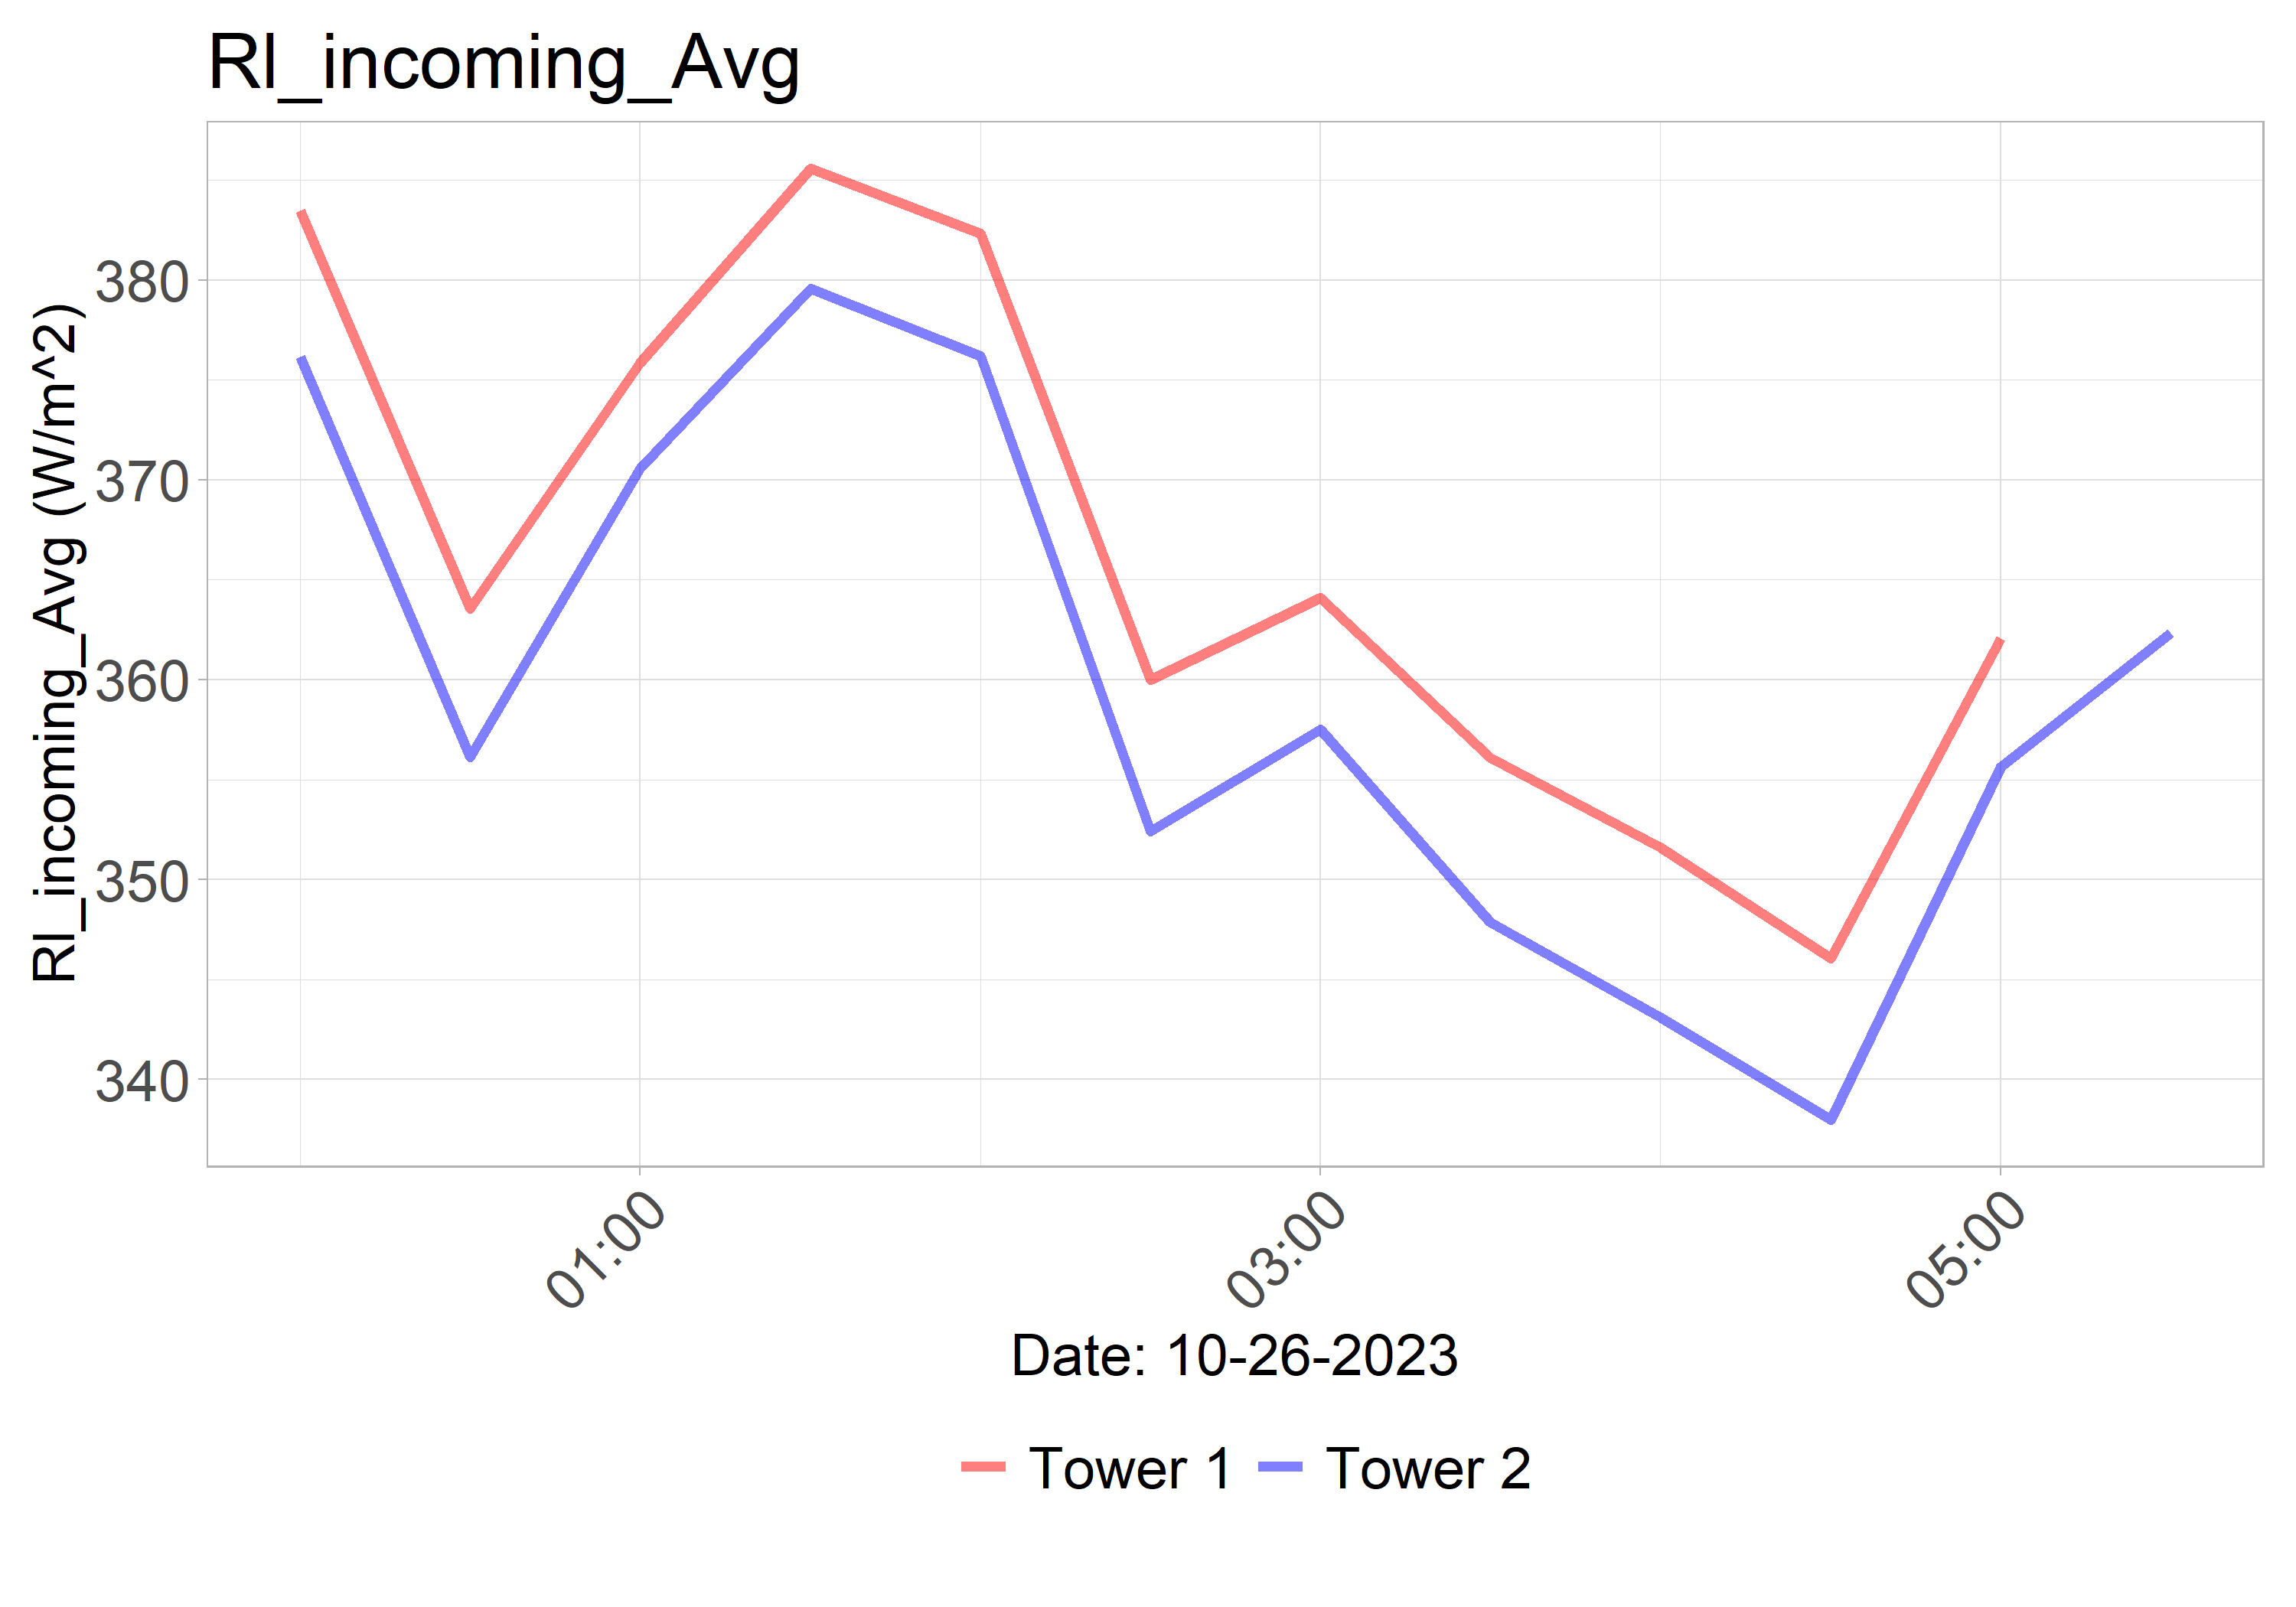 Rl_incoming_Avg
Rl_incoming_Avg (W/m^2)
380
370
360
350
340
01:00
03:00
05:00
Date: 10-26-2023
Tower 1
Tower 2